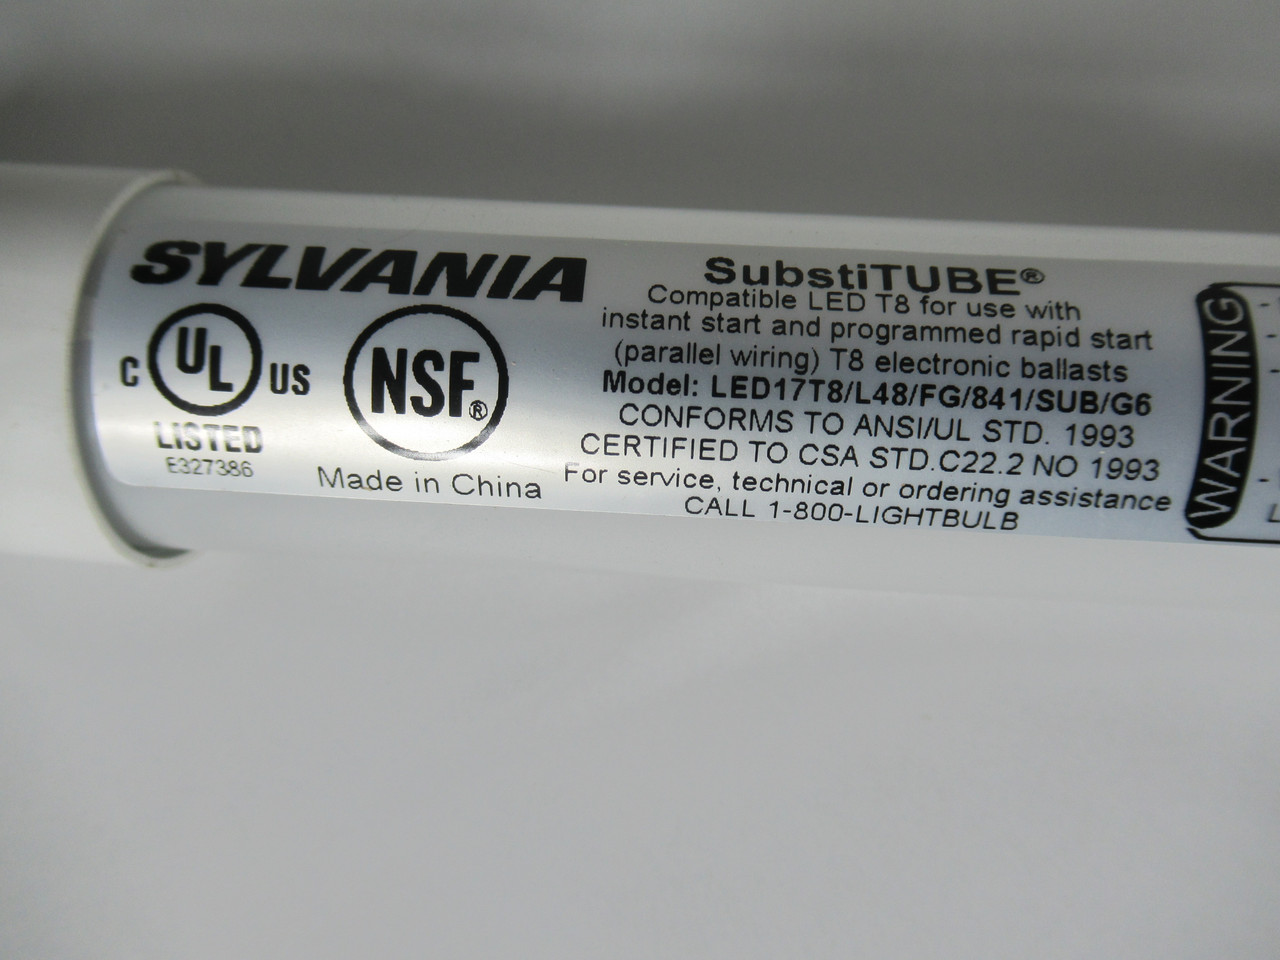 SYLVANIA
C UL US
LISTED
E327386
NSF®
Made in China
SubstiTUBE®
Compatible LED T8 for use with
instant start and programmed rapid start
(parallel wiring) T8 electronic ballasts
Model: LED17T8/L48/FG/841/SUB/G6
CONFORMS TO ANSI/UL STD. 1993
CERTIFIED TO CSA STD.C22.2 NO 1993
For service, technical or ordering assistance
CALL 1-800-LIGHTBULB
WARNING